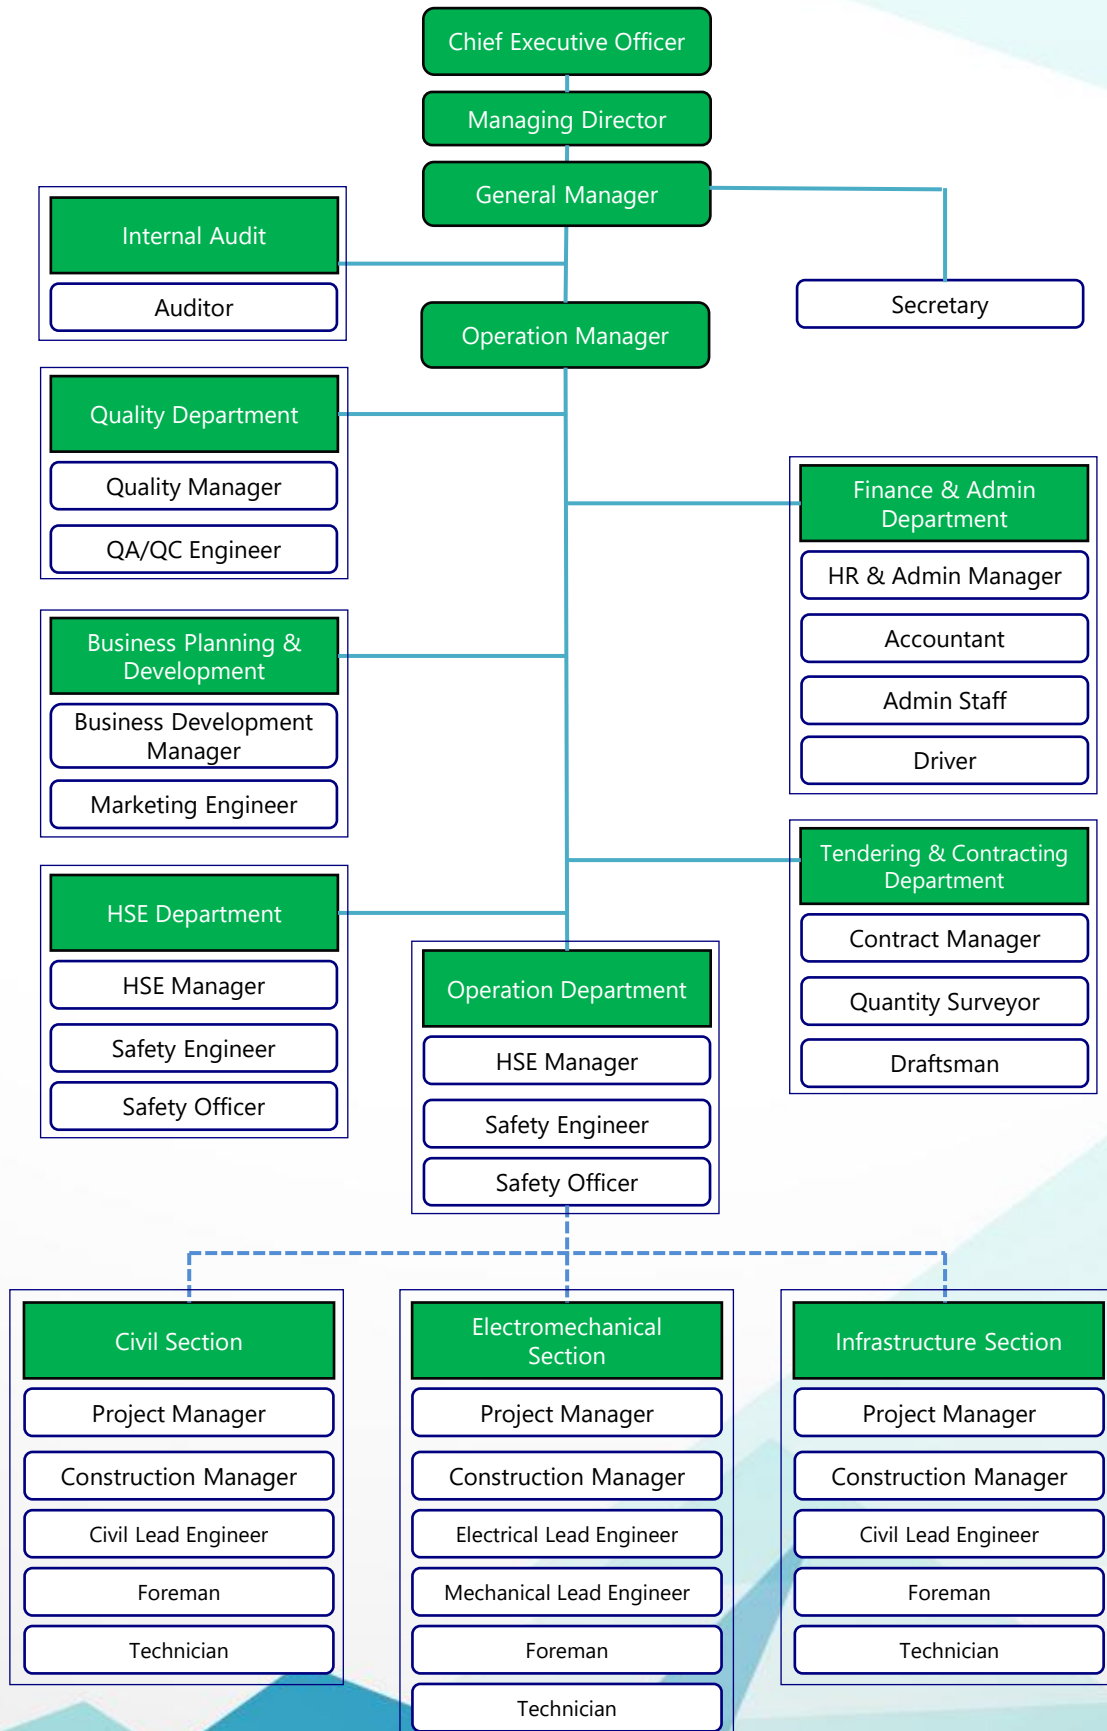 Chief Executive Officer
Managing Director
General Manager
Internal Audit
Auditor
Secretary
Operation Manager
Quality Department
Quality Manager
QA/QC Engineer
Finance & Admin
Department
HR & Admin Manager
Accountant
Admin Staff
Driver
Business Planning &
Development
Business Development
Manager
Marketing Engineer
Tendering & Contracting
Department
Contract Manager
Quantity Surveyor
Draftsman
HSE Department
HSE Manager
Safety Engineer
Safety Officer
Operation Department
HSE Manager
Safety Engineer
Safety Officer
Civil Section
Project Manager
Construction Manager
Civil Lead Engineer
Foreman
Technician
Electromechanical
Section
Project Manager
Construction Manager
Electrical Lead Engineer
Mechanical Lead Engineer
Foreman
Technician
Infrastructure Section
Project Manager
Construction Manager
Civil Lead Engineer
Foreman
Technician